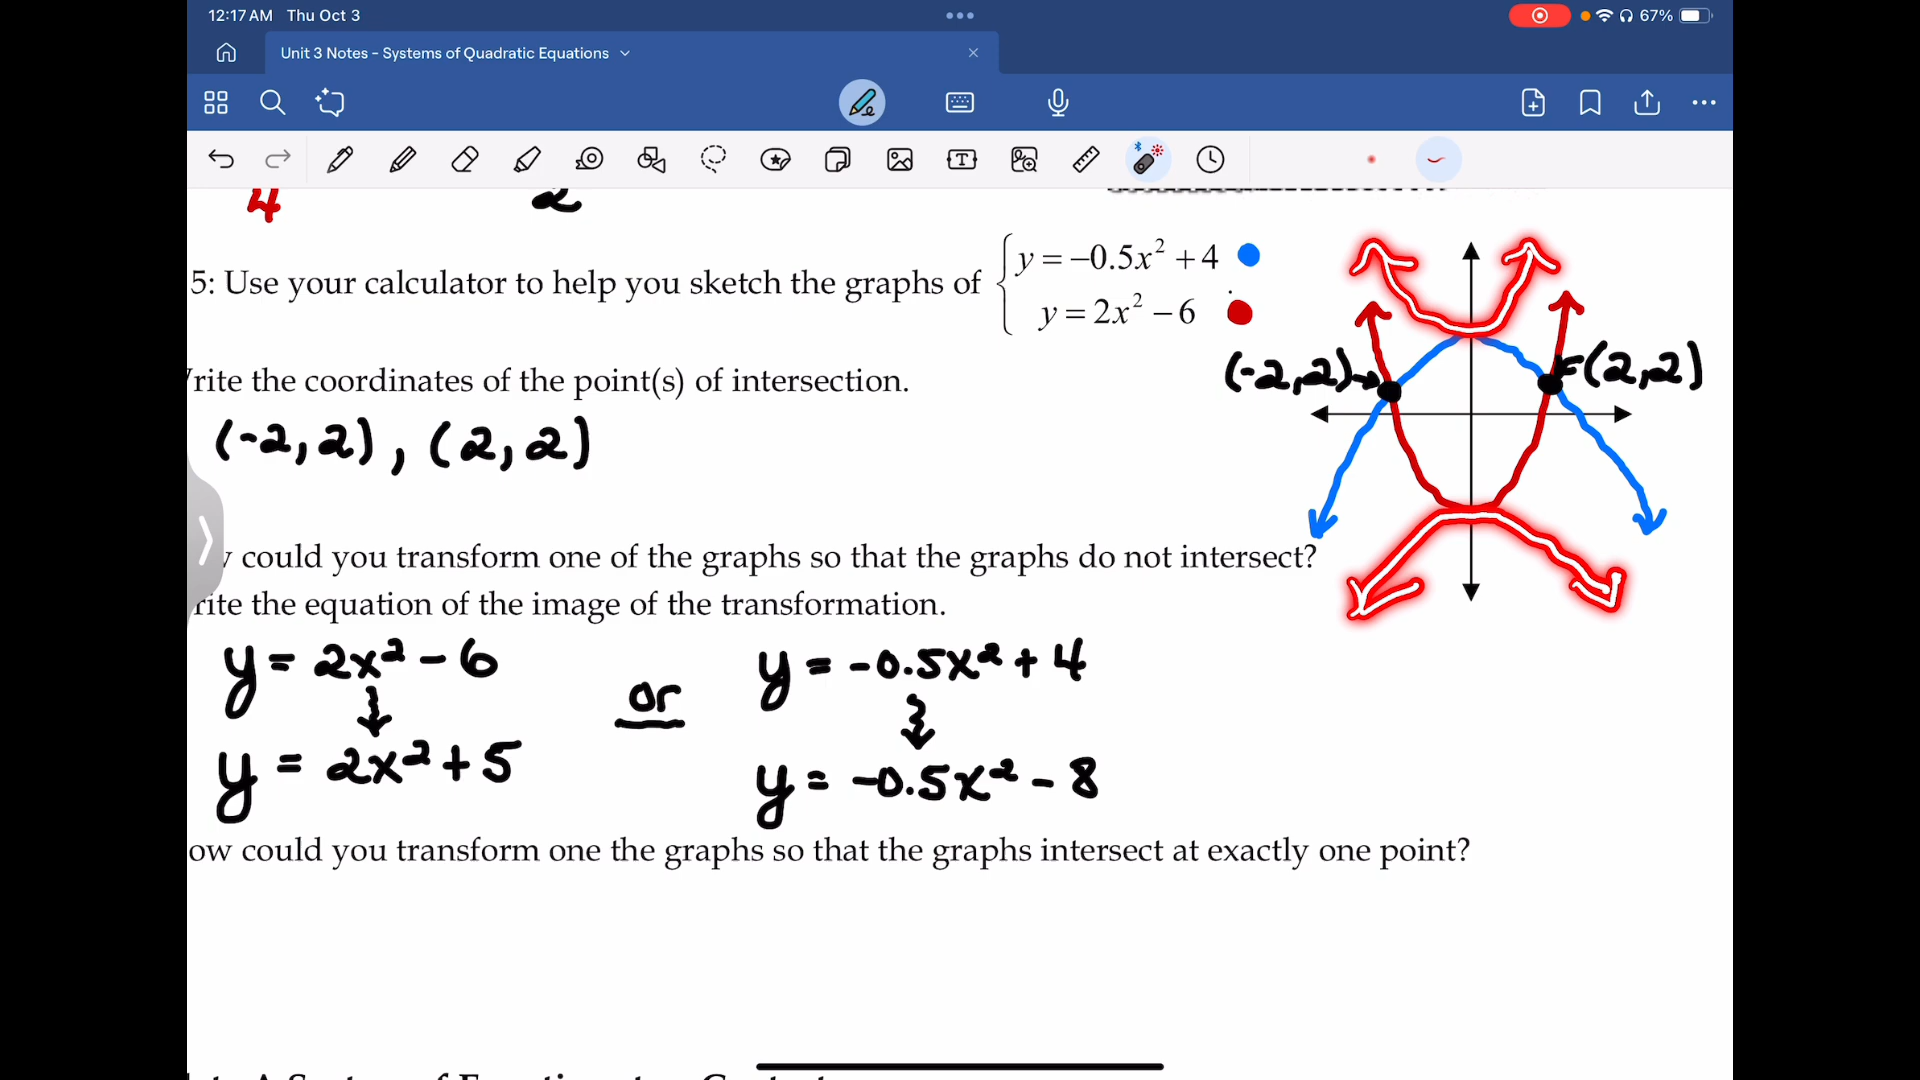 12:17 AM Thu Oct 3
67%
Unit 3 Notes - Systems of Quadratic Equations
4 2
5: Use your calculator to help you sketch the graphs of { y = −0.5x² + 4
y = 2x² − 6
(-2,2) (2,2)
rite the coordinates of the point(s) of intersection.
(-2,2), (2,2)
could you transform one of the graphs so that the graphs do not intersect?
rite the equation of the image of the transformation.
y = 2x² - 6 or y = -0.5x² + 4
y = 2x² + 5 y = -0.5x² - 8
ow could you transform one the graphs so that the graphs intersect at exactly one point?